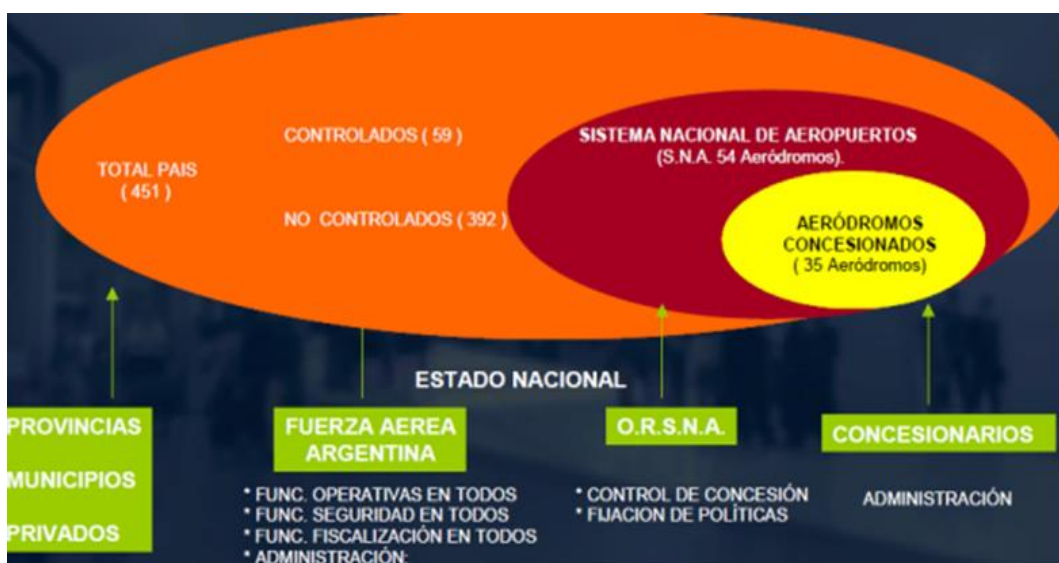 CONTROLADOS ( 59 )
SISTEMA NACIONAL DE AEROPUERTOS
(S.N.A. 54 Aeródromos).
TOTAL PAIS
( 451 )
NO CONTROLADOS ( 392 )
AERÓDROMOS
CONCESIONADOS
( 35 Aeródromos)
ESTADO NACIONAL
PROVINCIAS
MUNICIPIOS
PRIVADOS
FUERZA AEREA
ARGENTINA
* FUNC. OPERATIVAS EN TODOS
* FUNC. SEGURIDAD EN TODOS
* FUNC. FISCALIZACIÓN EN TODOS
* ADMINISTRACIÓN:
O.R.S.N.A.
* CONTROL DE CONCESIÓN
* FIJACION DE POLÍTICAS
CONCESIONARIOS
ADMINISTRACIÓN